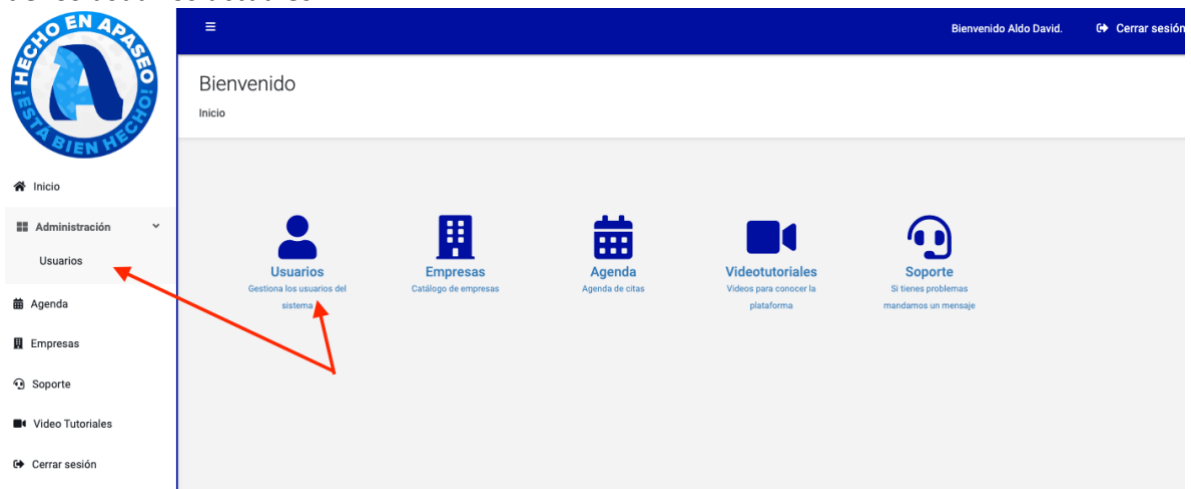 ¡HECHO EN APASEO
ESTÁ BIEN HECHO!
Bienvenido Aldo David.
Cerrar sesión
Bienvenido
Inicio
Inicio
Administración
Usuarios
Agenda
Empresas
Soporte
Video Tutoriales
Cerrar sesión
Usuarios
Gestiona los usuarios del
sistema
Empresas
Catálogo de empresas
Agenda
Agenda de citas
Videotutoriales
Videos para conocer la
plataforma
Soporte
Si tienes problemas
mandarnos un mensaje